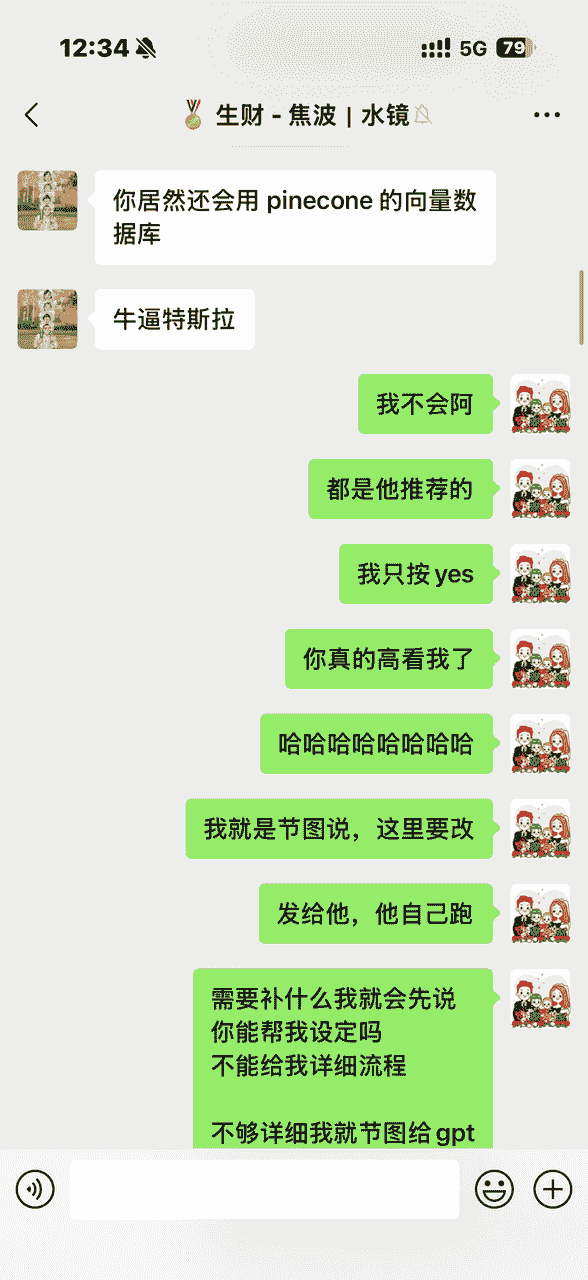 12:34
5G
79
生财 - 焦波 | 水镜
你居然还会用 pinecone 的向量数
据库
牛逼特斯拉
我不会阿
都是他推荐的
我只按 yes
你真的高看我了
哈哈哈哈哈哈哈哈
我就是节图说，这里要改
发给他，他自己跑
需要补什么我就会先说
你能帮我设定吗
不能给我详细流程
不够详细我就节图给 gpt